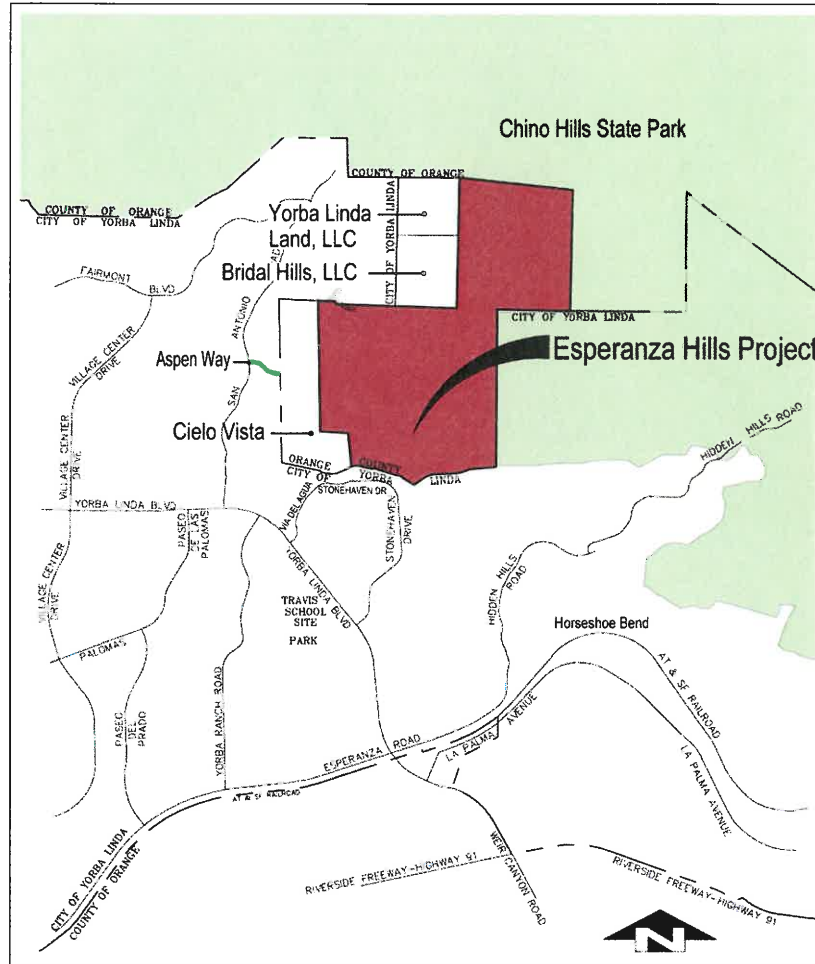 Chino Hills State Park
COUNTY OF ORANGE
COUNTY OF ORANGE
CITY OF YORBA LINDA
Yorba Linda
Land, LLC
CITY OF YORBA LINDA
Bridal Hills, LLC
FAIRMONT
BLVD
CITY OF YORBA LINDA
VILLAGE CENTER
DRIVE
SAN
ANTONIO
Aspen Way
Esperanza Hills Project
Cielo Vista
ORANGE COUNTY
CITY OF YORBA LINDA
HIDDEN HILLS ROAD
VIA DEL AGUA
STONEHAVEN DR
STONEHAVEN
DRIVE
VILLAGE CENTER
DRIVE
YORBA LINDA BLVD
PASEO
DE LAS
PALOMAS
YORBA LINDA BLVD
TRAVIS
SCHOOL
SITE
PARK
HIDDEN HILLS
ROAD
Horseshoe Bend
VILLAGE CENTER
DRIVE
PALOMAS
PASEO
DEL
PRADO
YORBA RANCH ROAD
ESPERANZA ROAD
AT & SF RAILROAD
LA PALMA AVENUE
AT & SF RAILROAD
LA PALMA
AVENUE
CITY OF YORBA LINDA
COUNTY OF ORANGE
RIVERSIDE FREEWAY-HIGHWAY 91
WEIR CANYON ROAD
RIVERSIDE FREEWAY-HIGHWAY 91
N